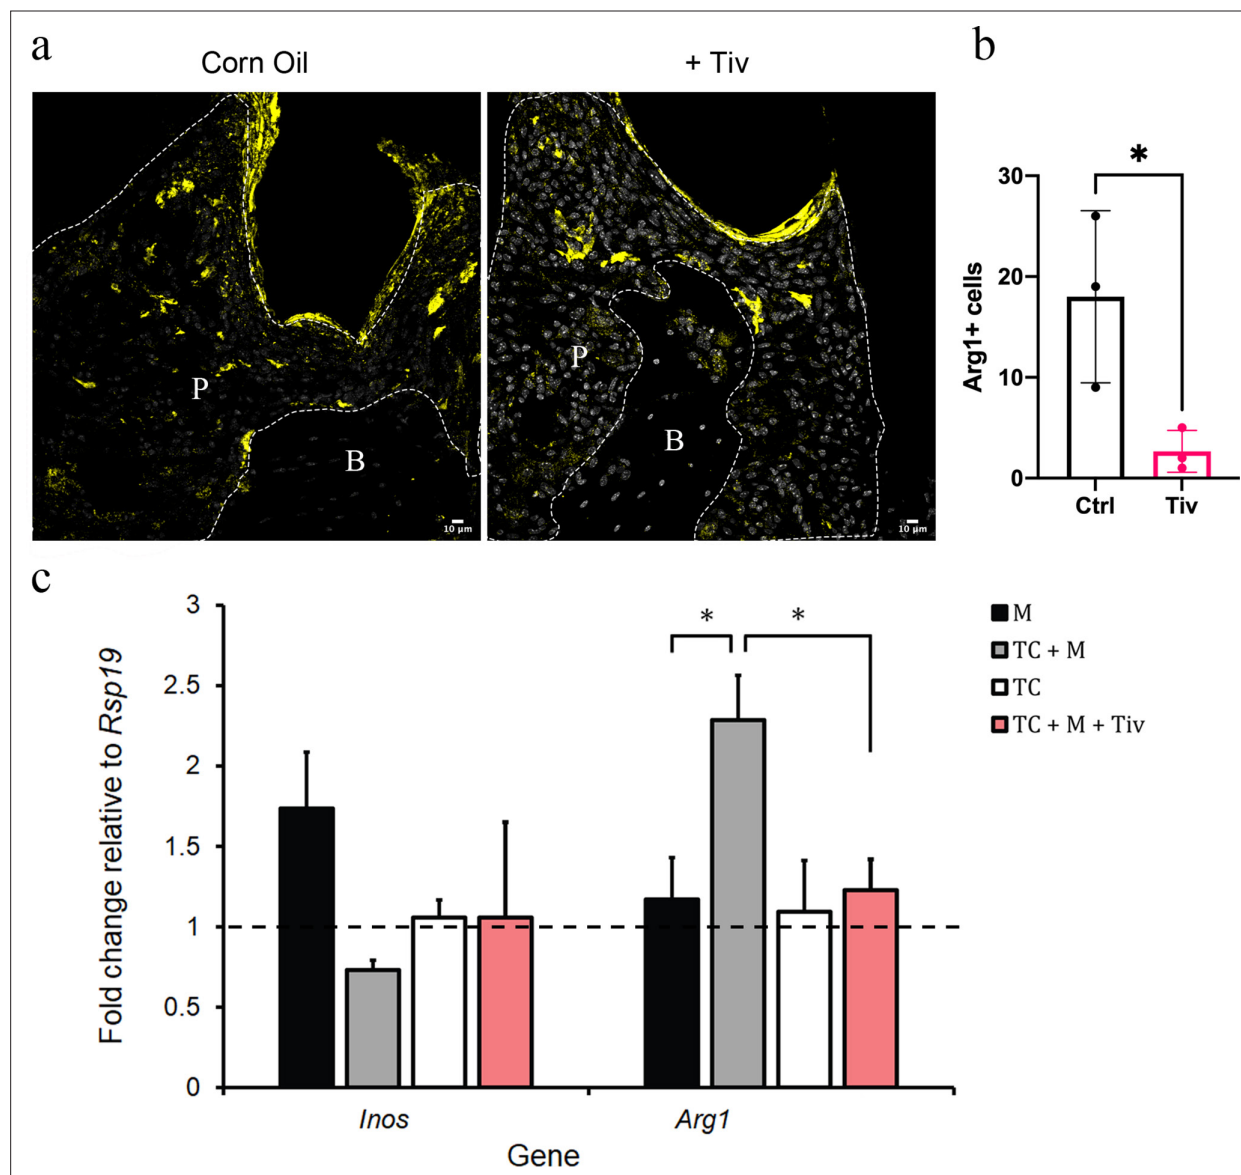 a
Corn Oil
+ Tiv
P
B
10 µm
P
B
10 µm
b
*
30
20
10
0
Arg1+ cells
Ctrl
Tiv
c
3
2.5
2
1.5
1
0.5
0
Fold change relative to Rsp19
*
*
Inos
Arg1
Gene
M
TC + M
TC
TC + M + Tiv